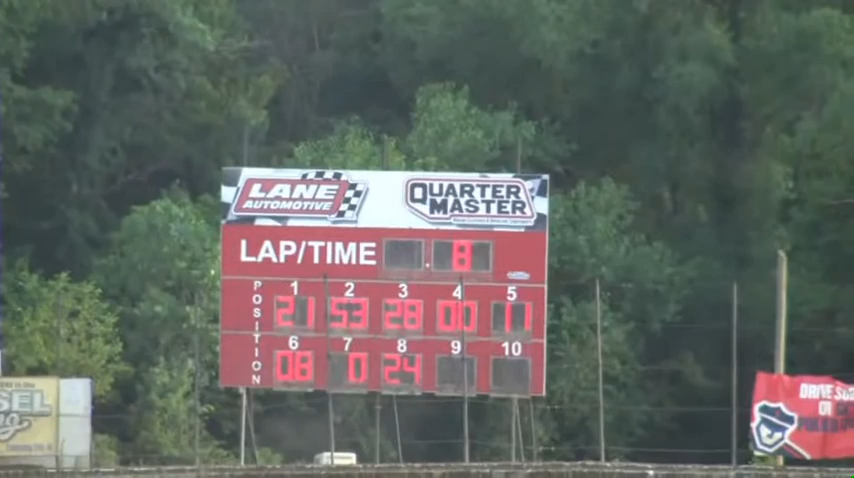 LANE
AUTOMOTIVE
QUARTER
MASTER
LAP/TIME 8
POSITION
1 2 3 4 5
21 53 28 00 11
6 7 8 9 10
08 0 24
SEL
DRIVE